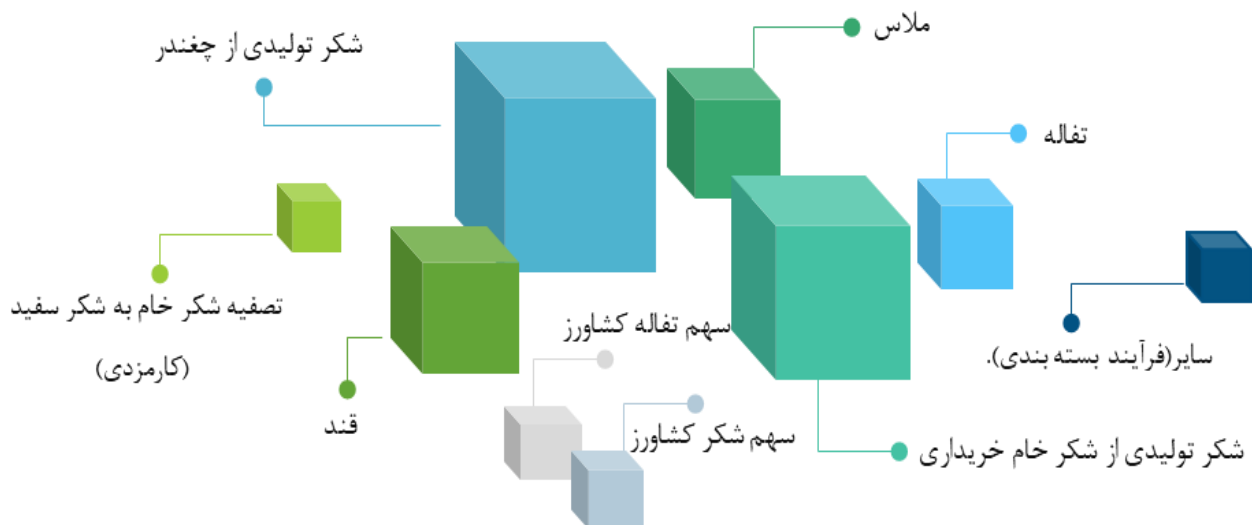 ملاس
شکر تولیدی از چغندر
تفاله
تصفیه شکر خام به شکر سفید
(کارمزدی)
سهم تفاله کشاورز
سایر(فرآیند بسته بندی).
قند
سهم شکر کشاورز
شکر تولیدی از شکر خام خریداری